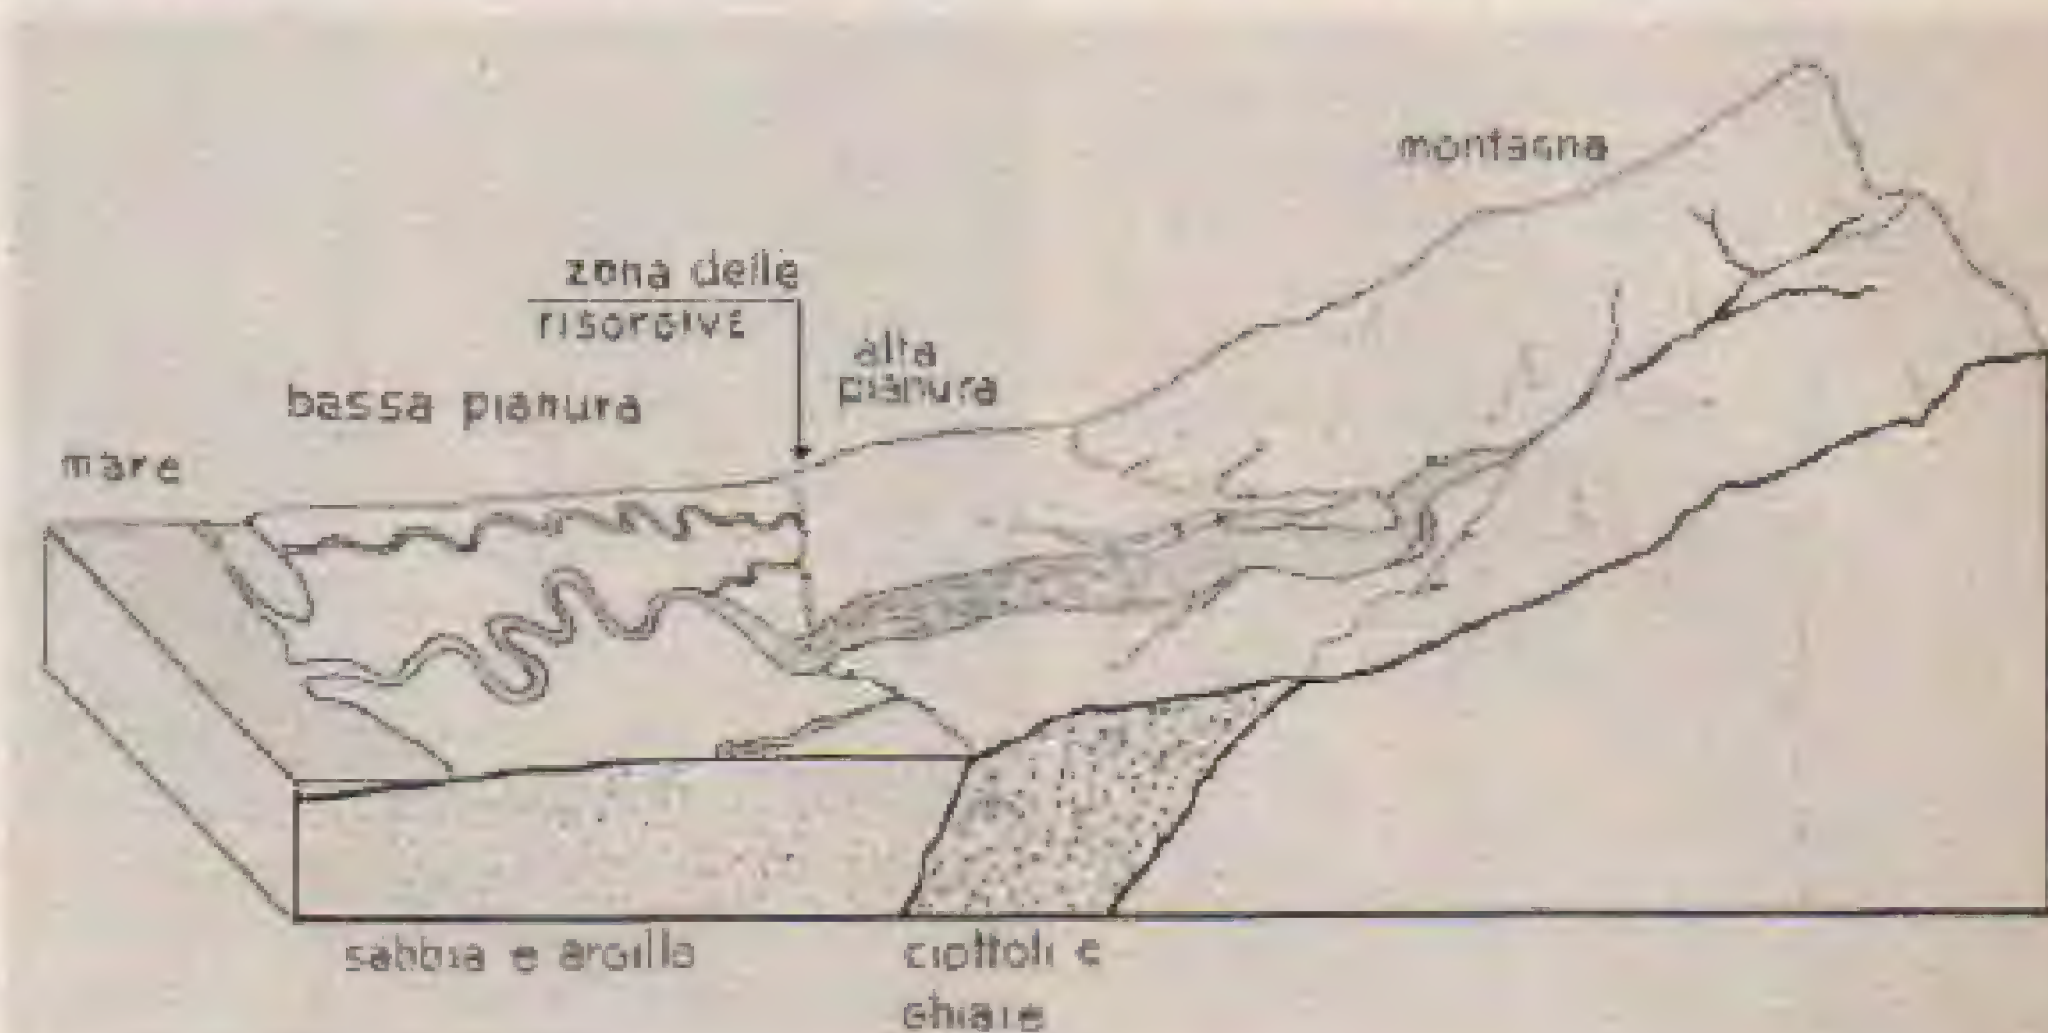 montagna
zona delle
risorgive
alta
pianura
bassa pianura
mare
sabbia e argilla
ciottoli e
ghiaie